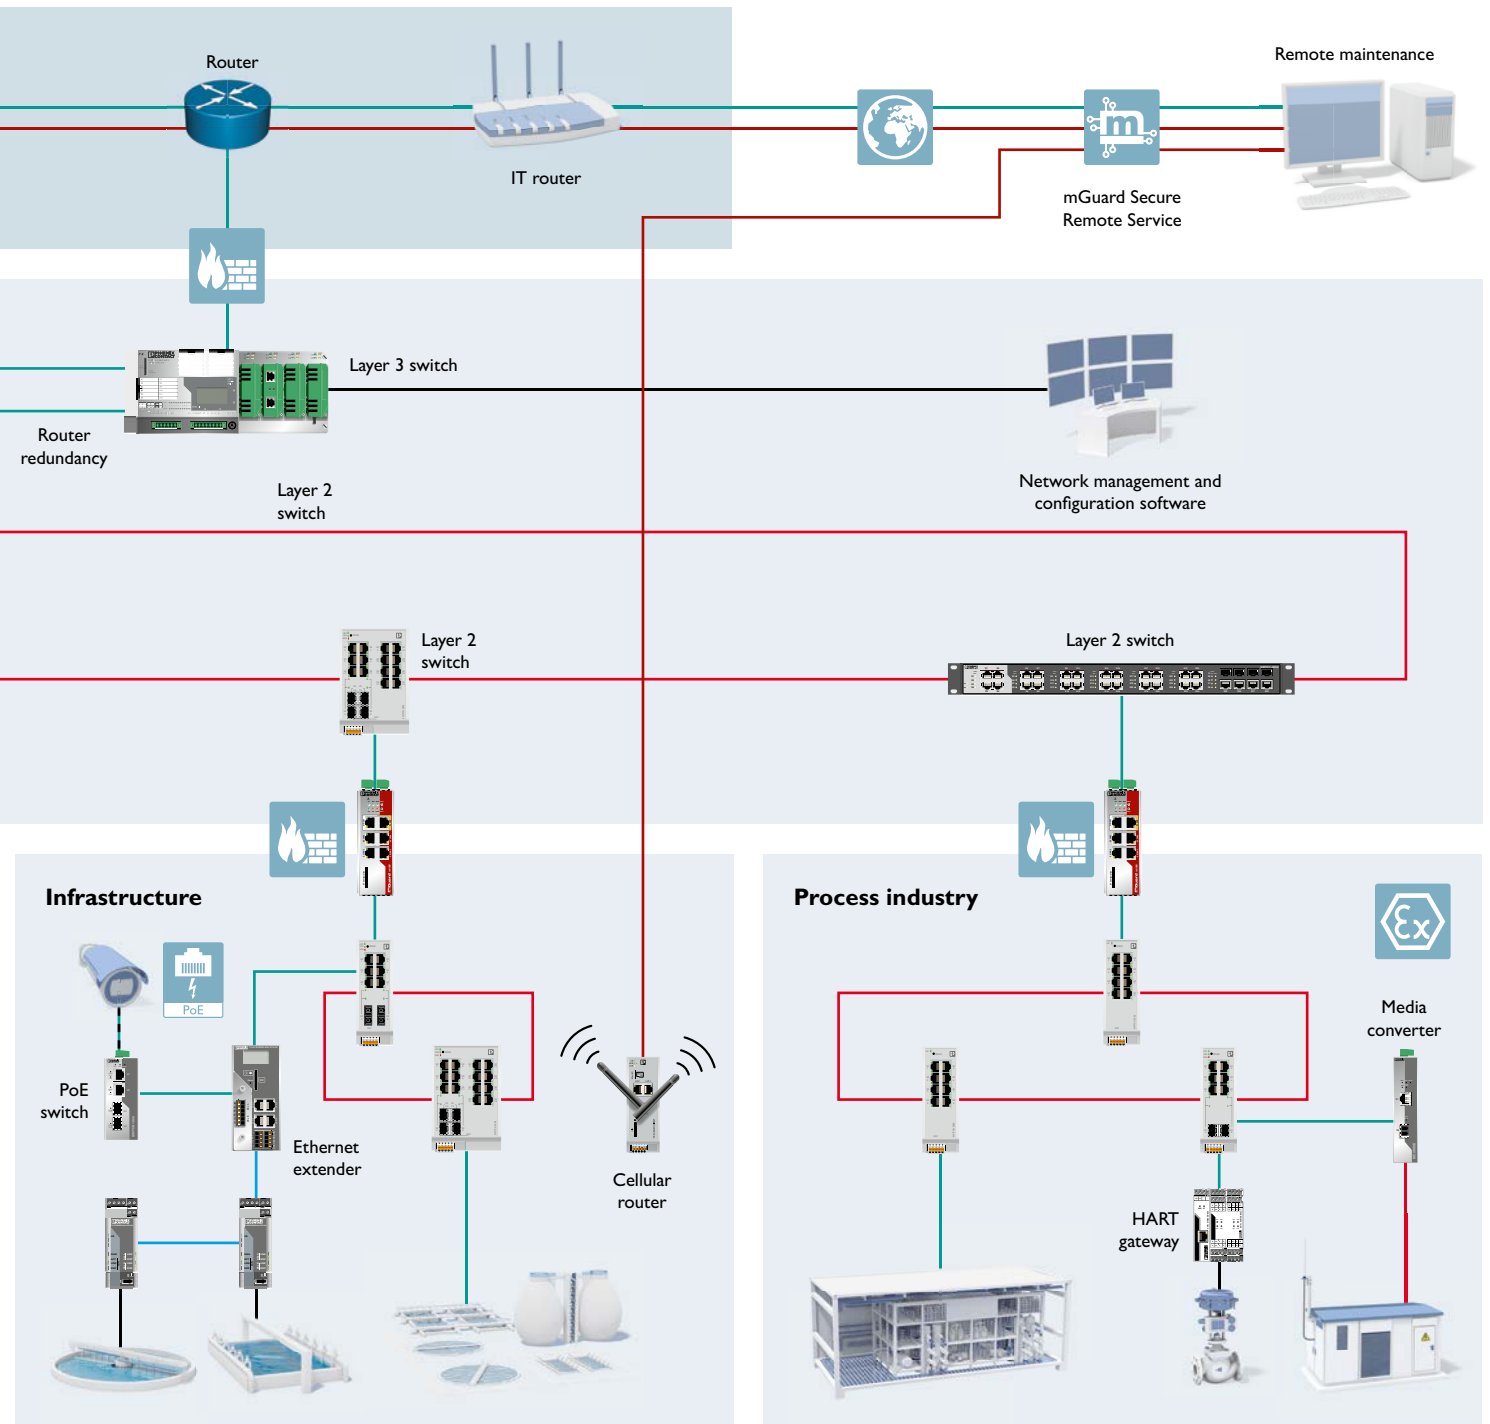 Router
Remote maintenance
IT router
mGuard Secure
Remote Service
m
Layer 3 switch
Router
redundancy
Layer 2
switch
Network management and
configuration software
Layer 2
switch
Layer 2 switch
Infrastructure
Process industry
Ex
PoE
Media
converter
PoE
switch
Ethernet
extender
Cellular
router
HART
gateway